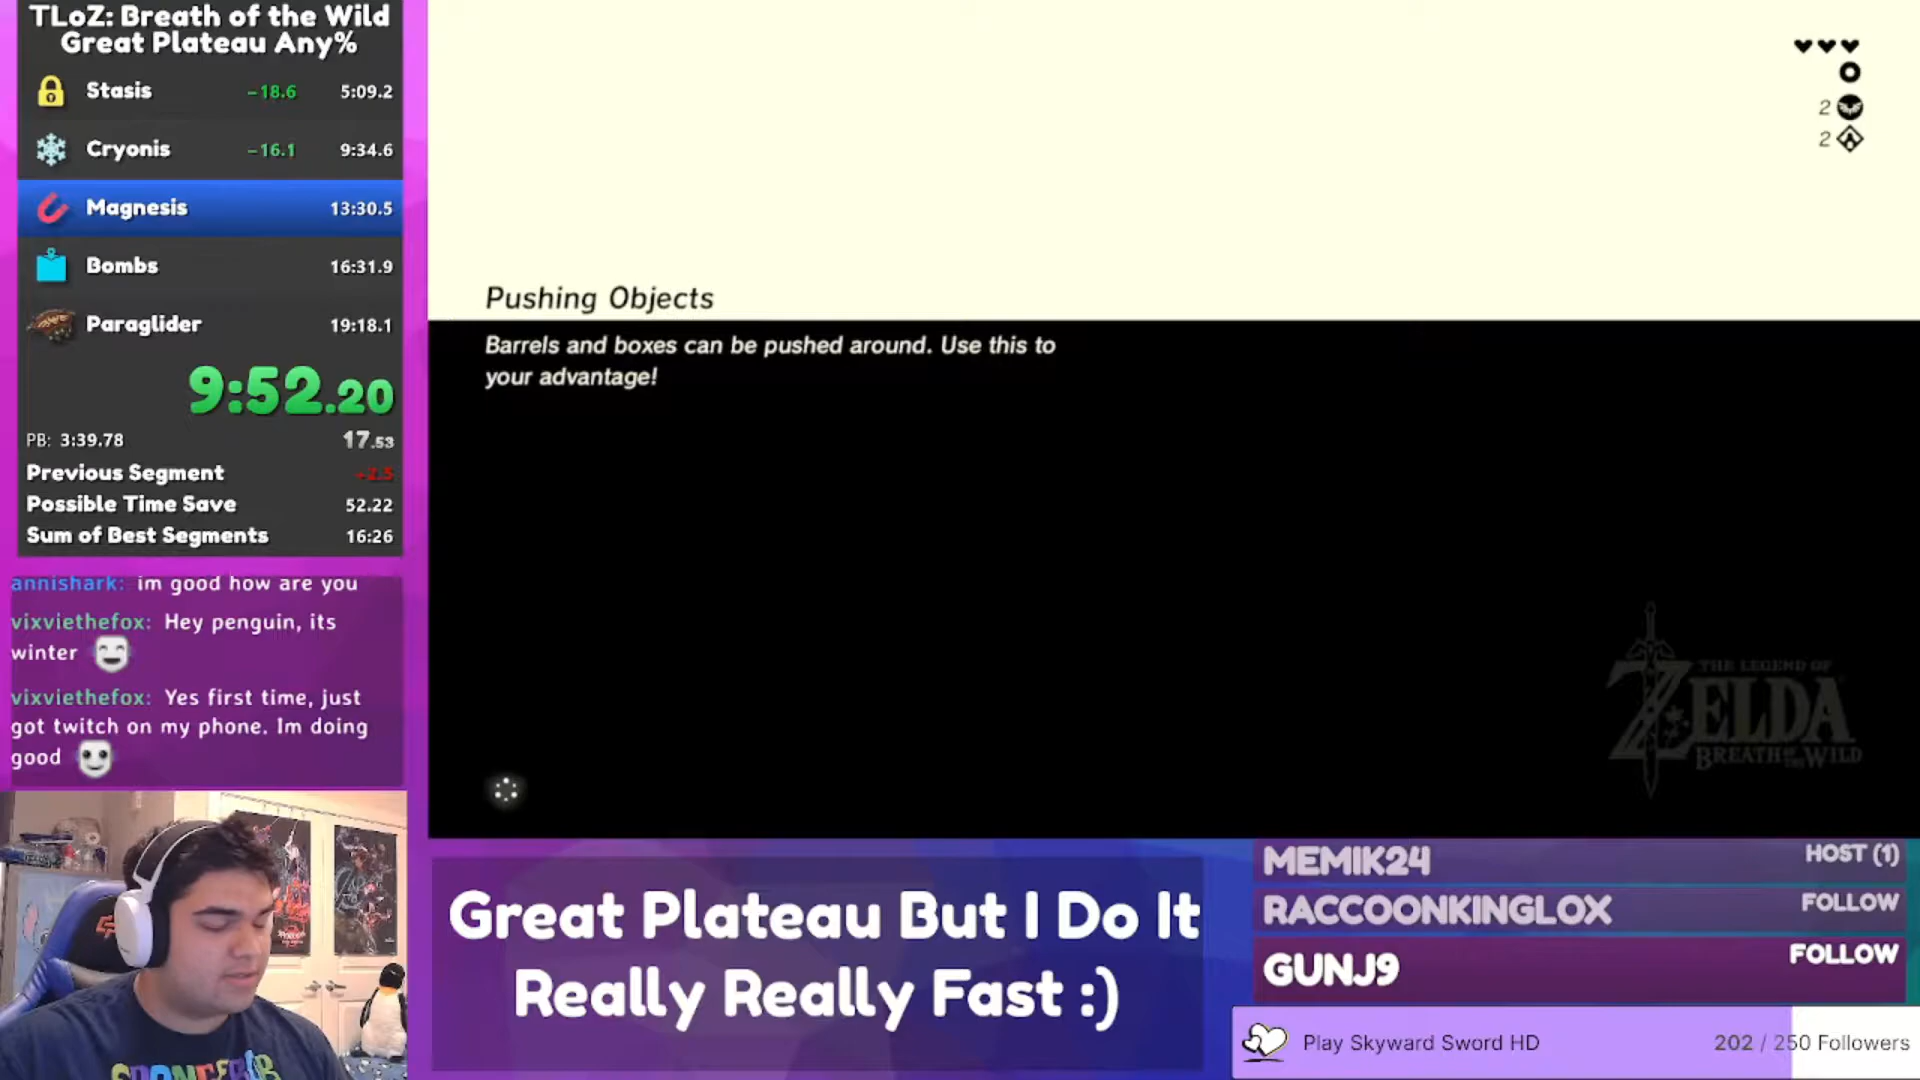 TLoZ: Breath of the Wild
Great Plateau Any%
Stasis -18.6 5:09.2
Cryonis -16.1 9:34.6
Magnesis 13:30.5
Bombs 16:31.9
Paraglider 19:18.1
9:52.20
PB: 3:39.78 17.53
Previous Segment +2.5
Possible Time Save 52.22
Sum of Best Segments 16:26
annishark: im good how are you
vixviethefox: Hey penguin, its
winter
vixviethefox: Yes first time, just
got twitch on my phone. Im doing
good
2
2
Pushing Objects
Barrels and boxes can be pushed around. Use this to
your advantage!
THE LEGEND OF
ZELDA
BREATH OF THE WILD
Great Plateau But I Do It
Really Really Fast :)
MEMIK24 HOST (1)
RACCOONKINGLOX FOLLOW
GUNJ9 FOLLOW
Play Skyward Sword HD 202 / 250 Followers